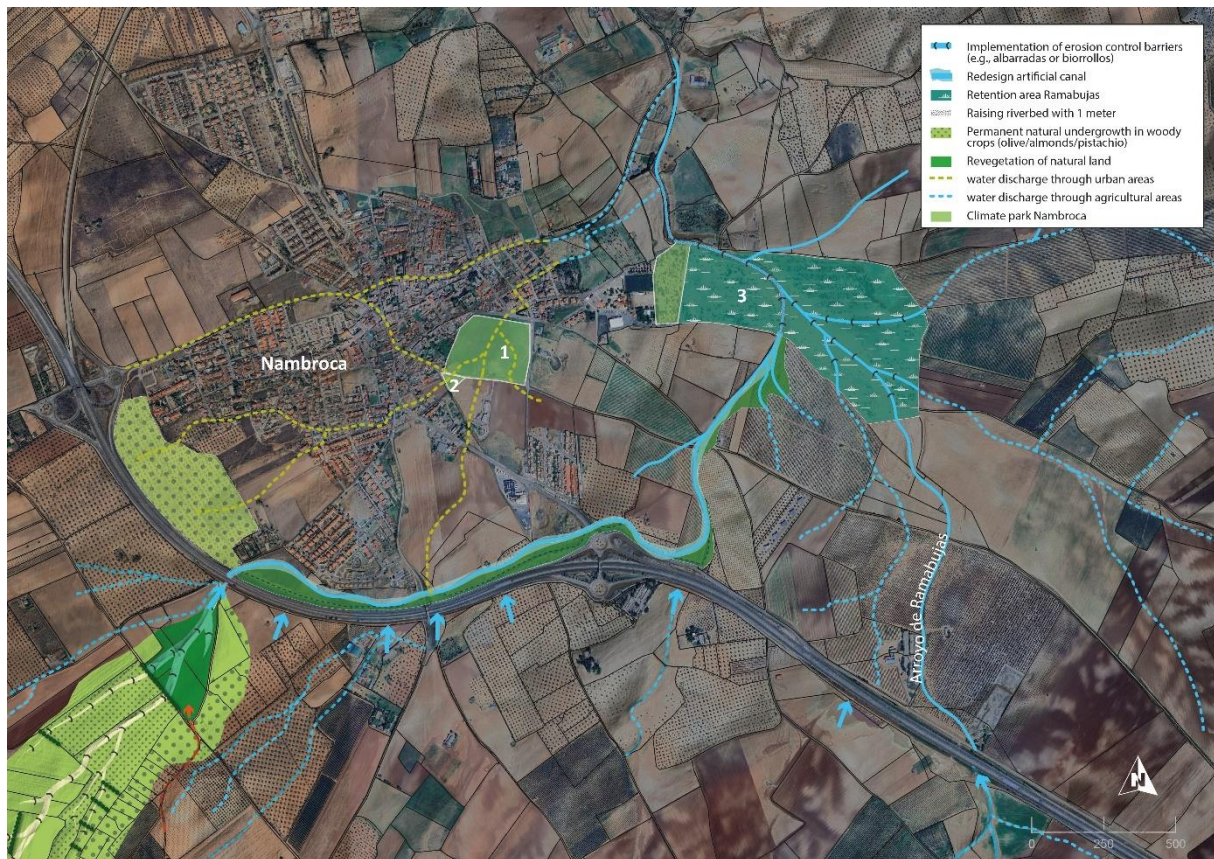 Implementation of erosion control barriers
(e.g., albarradas or biorrollos)
Redesign artificial canal
Retention area Ramabujas
Raising riverbed with 1 meter
Permanent natural undergrowth in woody
crops (olive/almonds/pistachio)
Revegetation of natural land
water discharge through urban areas
water discharge through agricultural areas
Climate park Nambroca
3
1
Nambroca
2
Arroyo de Ramabujas
N
0 250 500